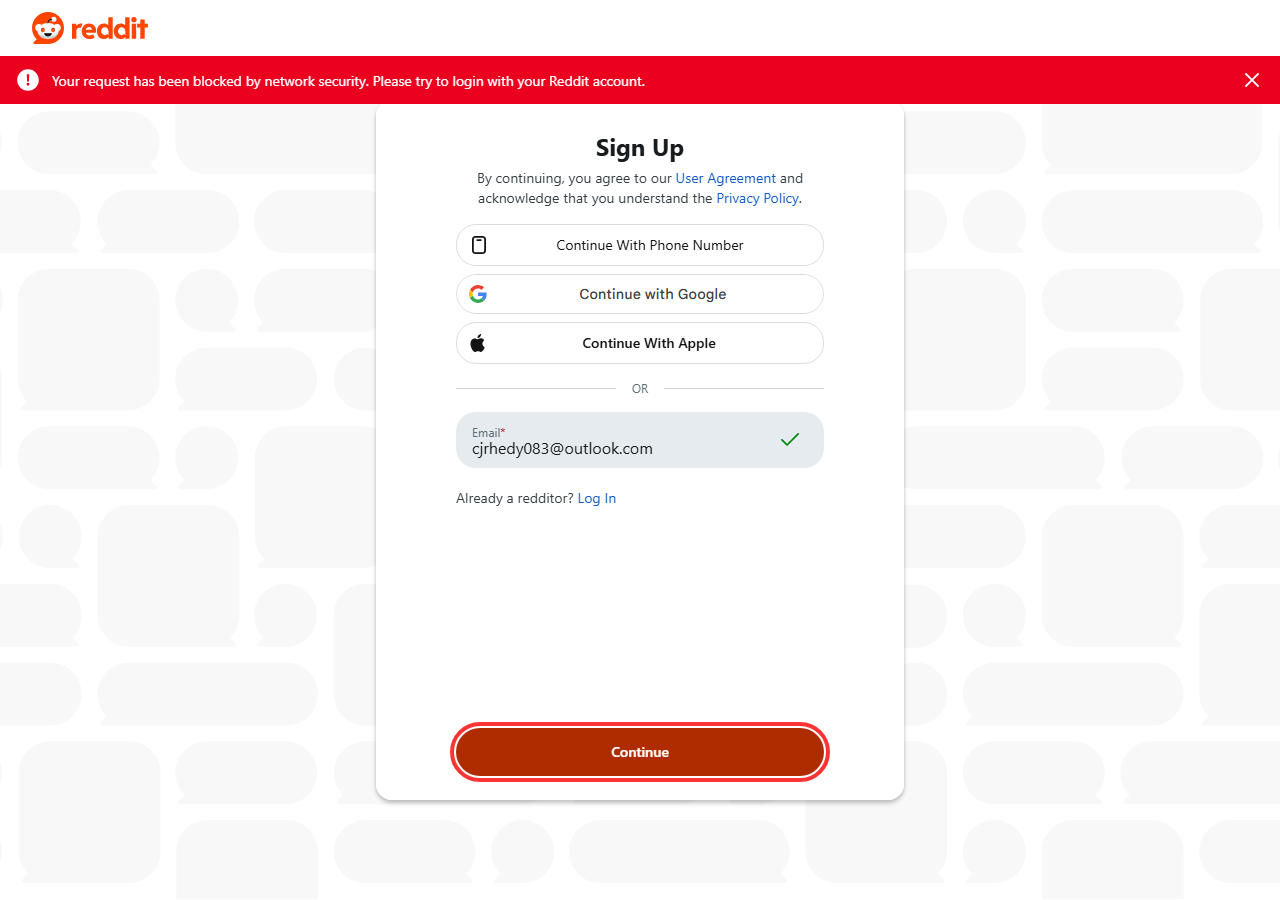 reddit
Your request has been blocked by network security. Please try to login with your Reddit account.
Sign Up
By continuing, you agree to our User Agreement and
acknowledge that you understand the Privacy Policy.
Continue With Phone Number
Continue with Google
Continue With Apple
OR
Email*
cjrhedy083@outlook.com
Already a redditor? Log In
Continue